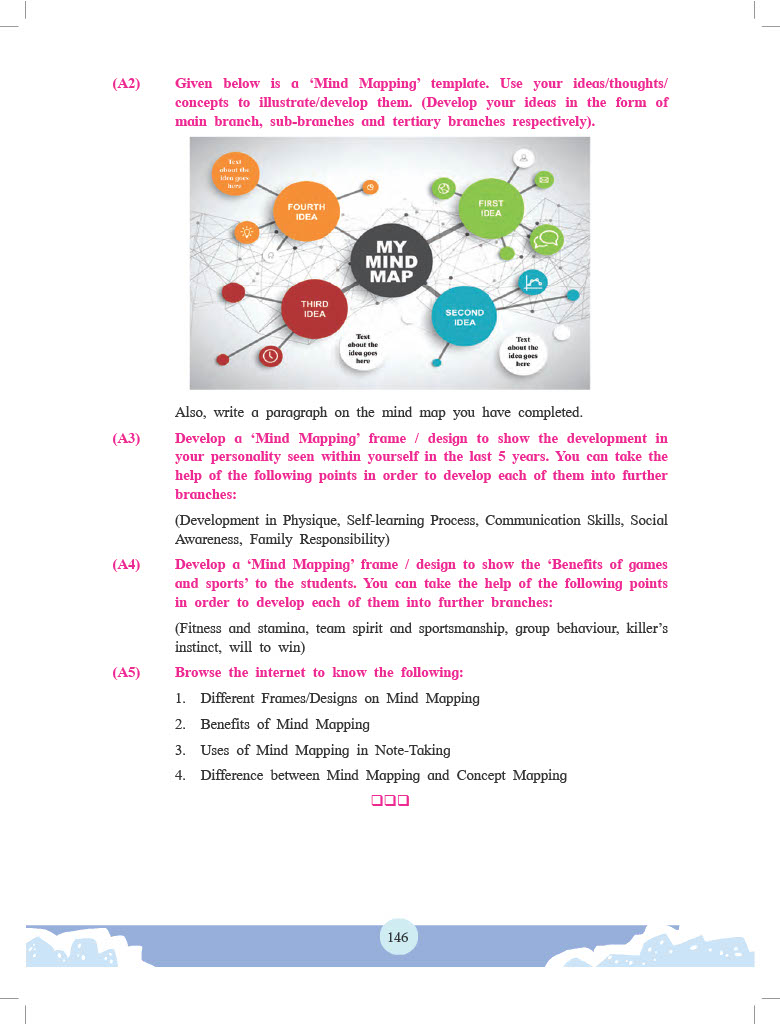 (A2) Given below is a ‘Mind Mapping’ template. Use your ideas/thoughts/
concepts to illustrate/develop them. (Develop your ideas in the form of
main branch, sub-branches and tertiary branches respectively).
Text
about the
idea goes
here
FOURTH
IDEA
FIRST
IDEA
MY
MIND
MAP
THIRD
IDEA
SECOND
IDEA
Text
about the
idea goes
here
Text
about the
idea goes
here
Also, write a paragraph on the mind map you have completed.
(A3) Develop a ‘Mind Mapping’ frame / design to show the development in
your personality seen within yourself in the last 5 years. You can take the
help of the following points in order to develop each of them into further
branches:
(Development in Physique, Self-learning Process, Communication Skills, Social
Awareness, Family Responsibility)
(A4) Develop a ‘Mind Mapping’ frame / design to show the ‘Benefits of games
and sports’ to the students. You can take the help of the following points
in order to develop each of them into further branches:
(Fitness and stamina, team spirit and sportsmanship, group behaviour, killer’s
instinct, will to win)
(A5) Browse the internet to know the following:
1. Different Frames/Designs on Mind Mapping
2. Benefits of Mind Mapping
3. Uses of Mind Mapping in Note-Taking
4. Difference between Mind Mapping and Concept Mapping
146